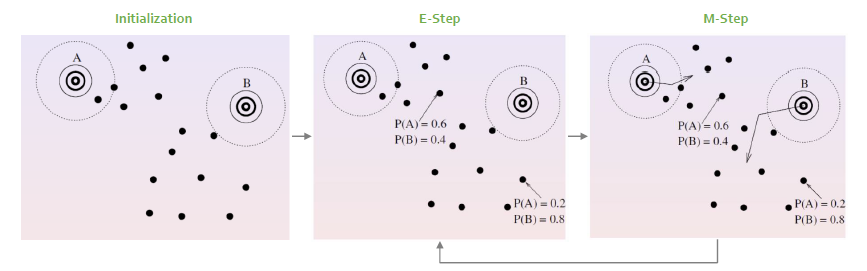 Initialization
E-Step
M-Step
A
B
A
B
P(A) = 0.6
P(B) = 0.4
P(A) = 0.2
P(B) = 0.8
A
B
P(A) = 0.6
P(B) = 0.4
P(A) = 0.2
P(B) = 0.8